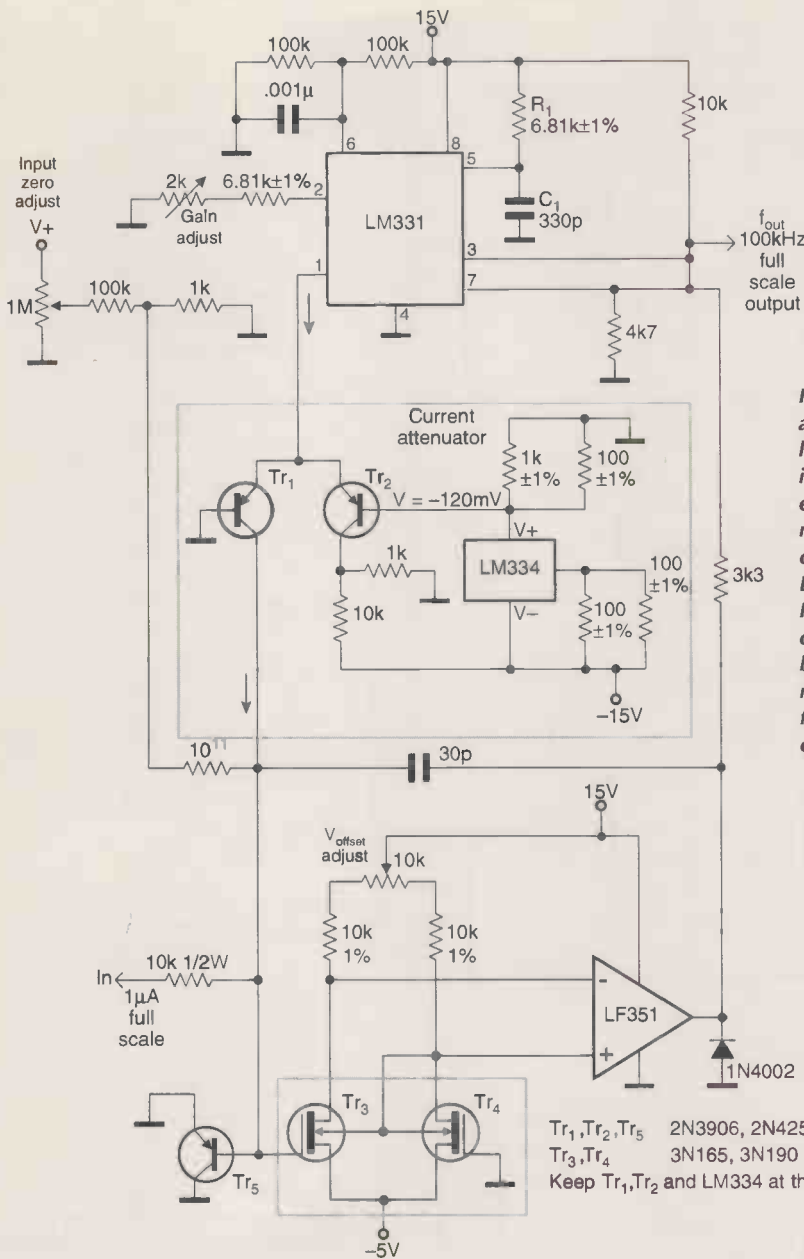 15V
100k
100k
.001µ
6
8
R1
6.81k±1%
10k
5
C1
330p
Input
zero
adjust
V+
2k
6.81k±1%
2
Gain
adjust
LM331
fout
100kHz
full
scale
output
3
7
1
4
1M
100k
1k
4k7
Current
attenuator
1k
±1%
100
±1%
Tr1
Tr2
V = –120mV
V+
LM334
V–
1k
10k
100
±1%
100
±1%
3k3
–15V
10¹¹
30p
15V
Voffset
adjust
10k
10k
1%
10k
1%
In
10k 1/2W
1µA
full
scale
-
LF351
+
1N4002
Tr3
Tr4
Tr5
–5V
Tr1,Tr2,Tr5 2N3906, 2N425
Tr3,Tr4 3N165, 3N190
Keep Tr1,Tr2 and LM334 at th